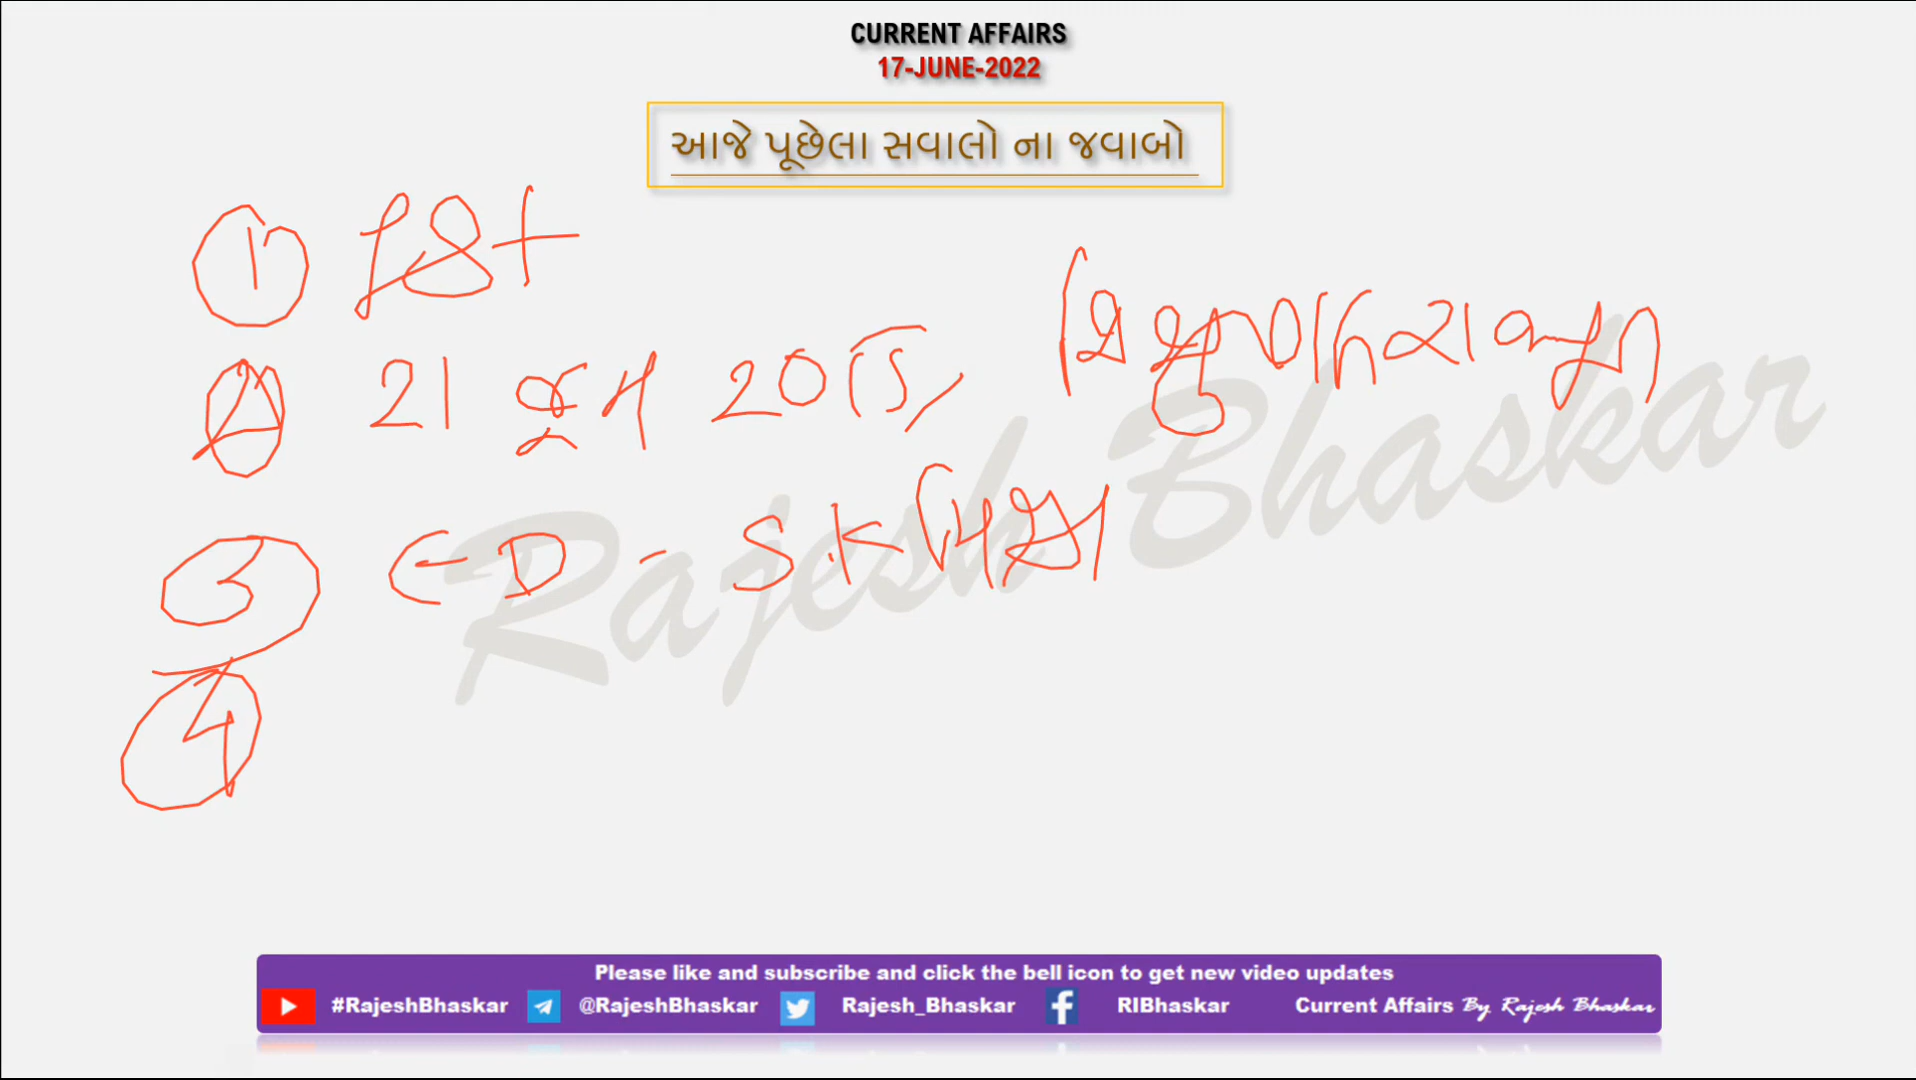 CURRENT AFFAIRS
17-JUNE-2022
આજે પૂછેલા સવાલો ના જવાબો
1
2 21 જૂન 2015
3 ED - S.K મિશ્રા
4
Rajesh Bhaskar
Please like and subscribe and click the bell icon to get new video updates
#RajeshBhaskar @RajeshBhaskar Rajesh_Bhaskar RIBhaskar Current Affairs By Rajesh Bhaskar